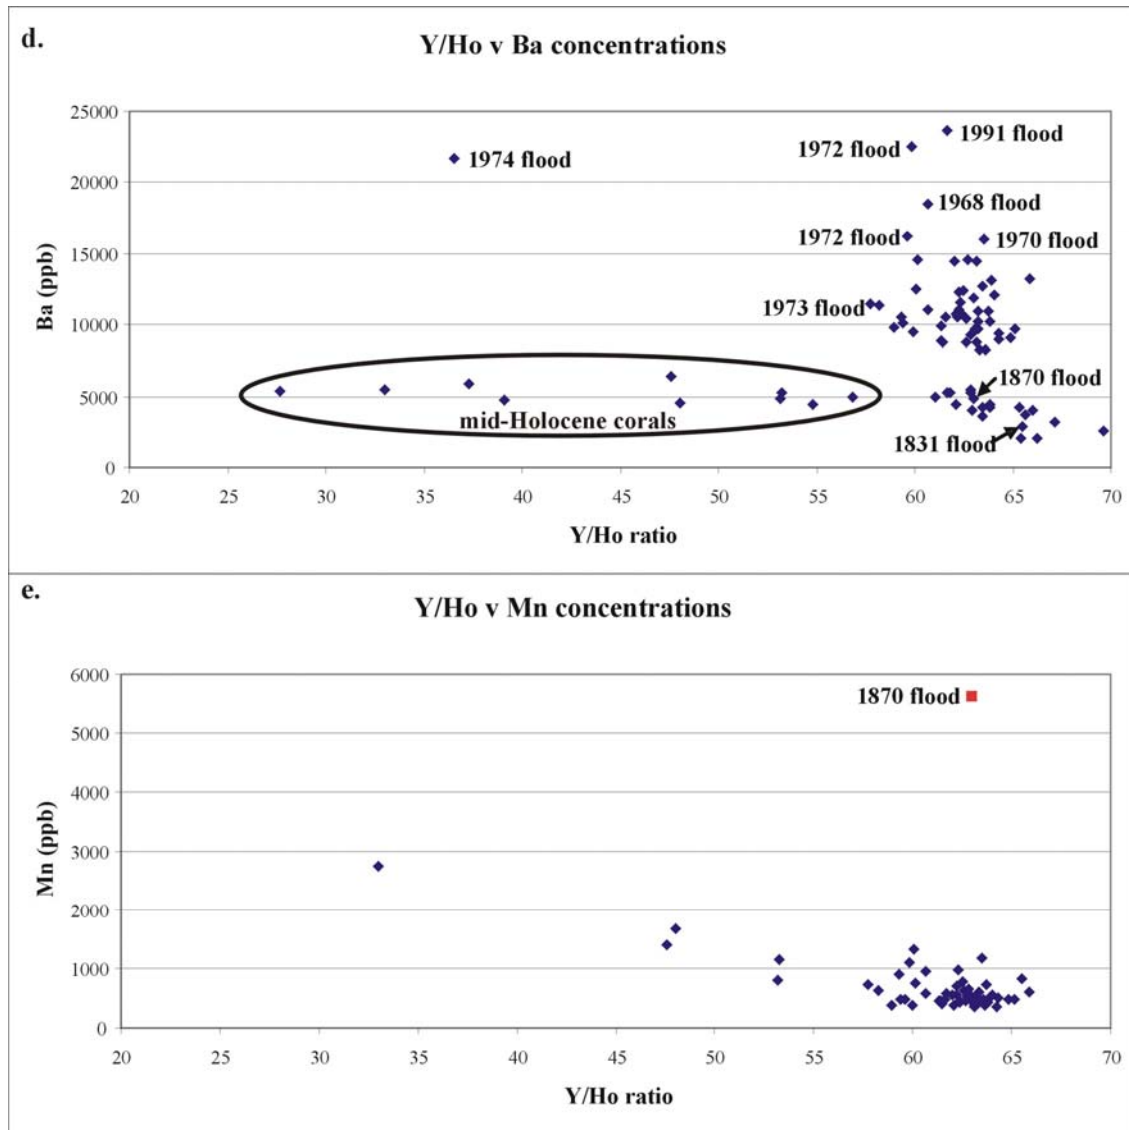 d.
Y/Ho v Ba concentrations
25000
1991 flood
1972 flood
1974 flood
20000
1968 flood
1972 flood
1970 flood
15000
Ba (ppb)
1973 flood
10000
1870 flood
5000
mid-Holocene corals
1831 flood
0
20 25 30 35 40 45 50 55 60 65 70
Y/Ho ratio
e.
Y/Ho v Mn concentrations
6000
1870 flood
5000
4000
Mn (ppb)
3000
2000
1000
0
20 25 30 35 40 45 50 55 60 65 70
Y/Ho ratio